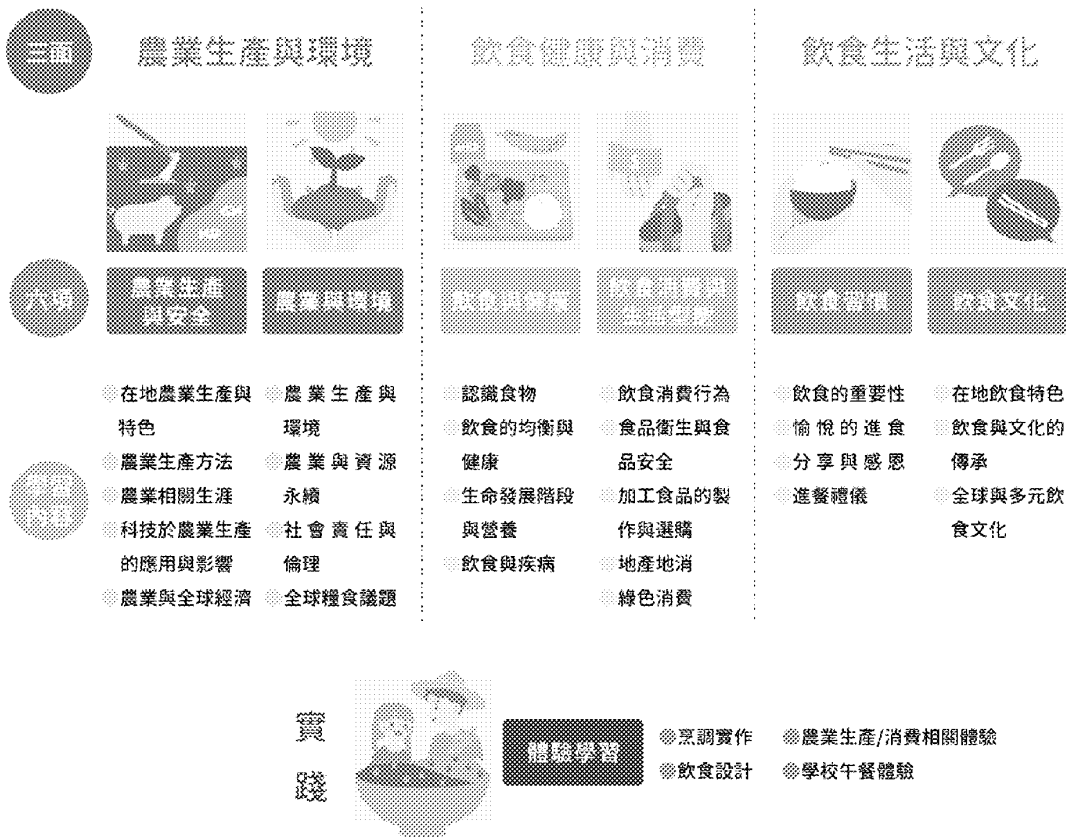 三面
農業生產與環境
飲食健康與消費
飲食生活與文化
六項
農業生產
與安全
農業與環境
飲食與健康
飲食消費與
生活型態
飲食習慣
飲食文化
學習
內容
在地農業生產與
特色
農業生產方法
農業相關生涯
科技於農業生產
的應用與影響
農業與全球經濟
農業生產與
環境
農業與資源
永續
社會責任與
倫理
全球糧食議題
認識食物
飲食的均衡與
健康
生命發展階段
與營養
飲食與疾病
飲食消費行為
食品衛生與食
品安全
加工食品的製
作與選購
地產地消
綠色消費
飲食的重要性
愉悅的進食
分享與感恩
進餐禮儀
在地飲食特色
飲食與文化的
傳承
全球與多元飲
食文化
實
踐
體驗學習
烹調實作
農業生產/消費相關體驗
飲食設計
學校午餐體驗